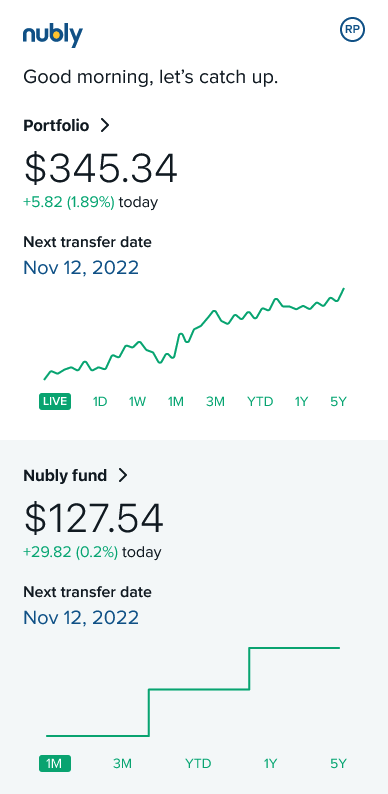 nubly
RP
Good morning, let’s catch up.
Portfolio
$345.34
+5.82 (1.89%) today
Next transfer date
Nov 12, 2022
LIVE 1D 1W 1M 3M YTD 1Y 5Y
Nubly fund
$127.54
+29.82 (0.2%) today
Next transfer date
Nov 12, 2022
1M 3M YTD 1Y 5Y